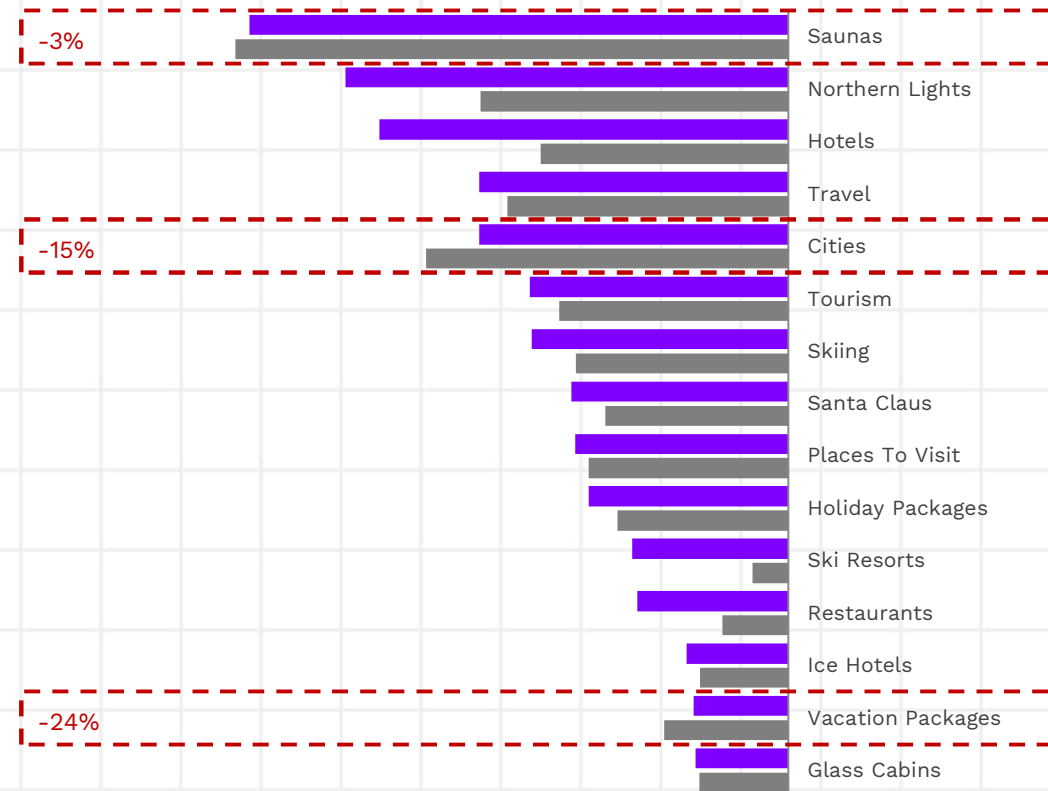 -3%
Saunas
Northern Lights
Hotels
Travel
-15%
Cities
Tourism
Skiing
Santa Claus
Places To Visit
Holiday Packages
Ski Resorts
Restaurants
Ice Hotels
-24%
Vacation Packages
Glass Cabins